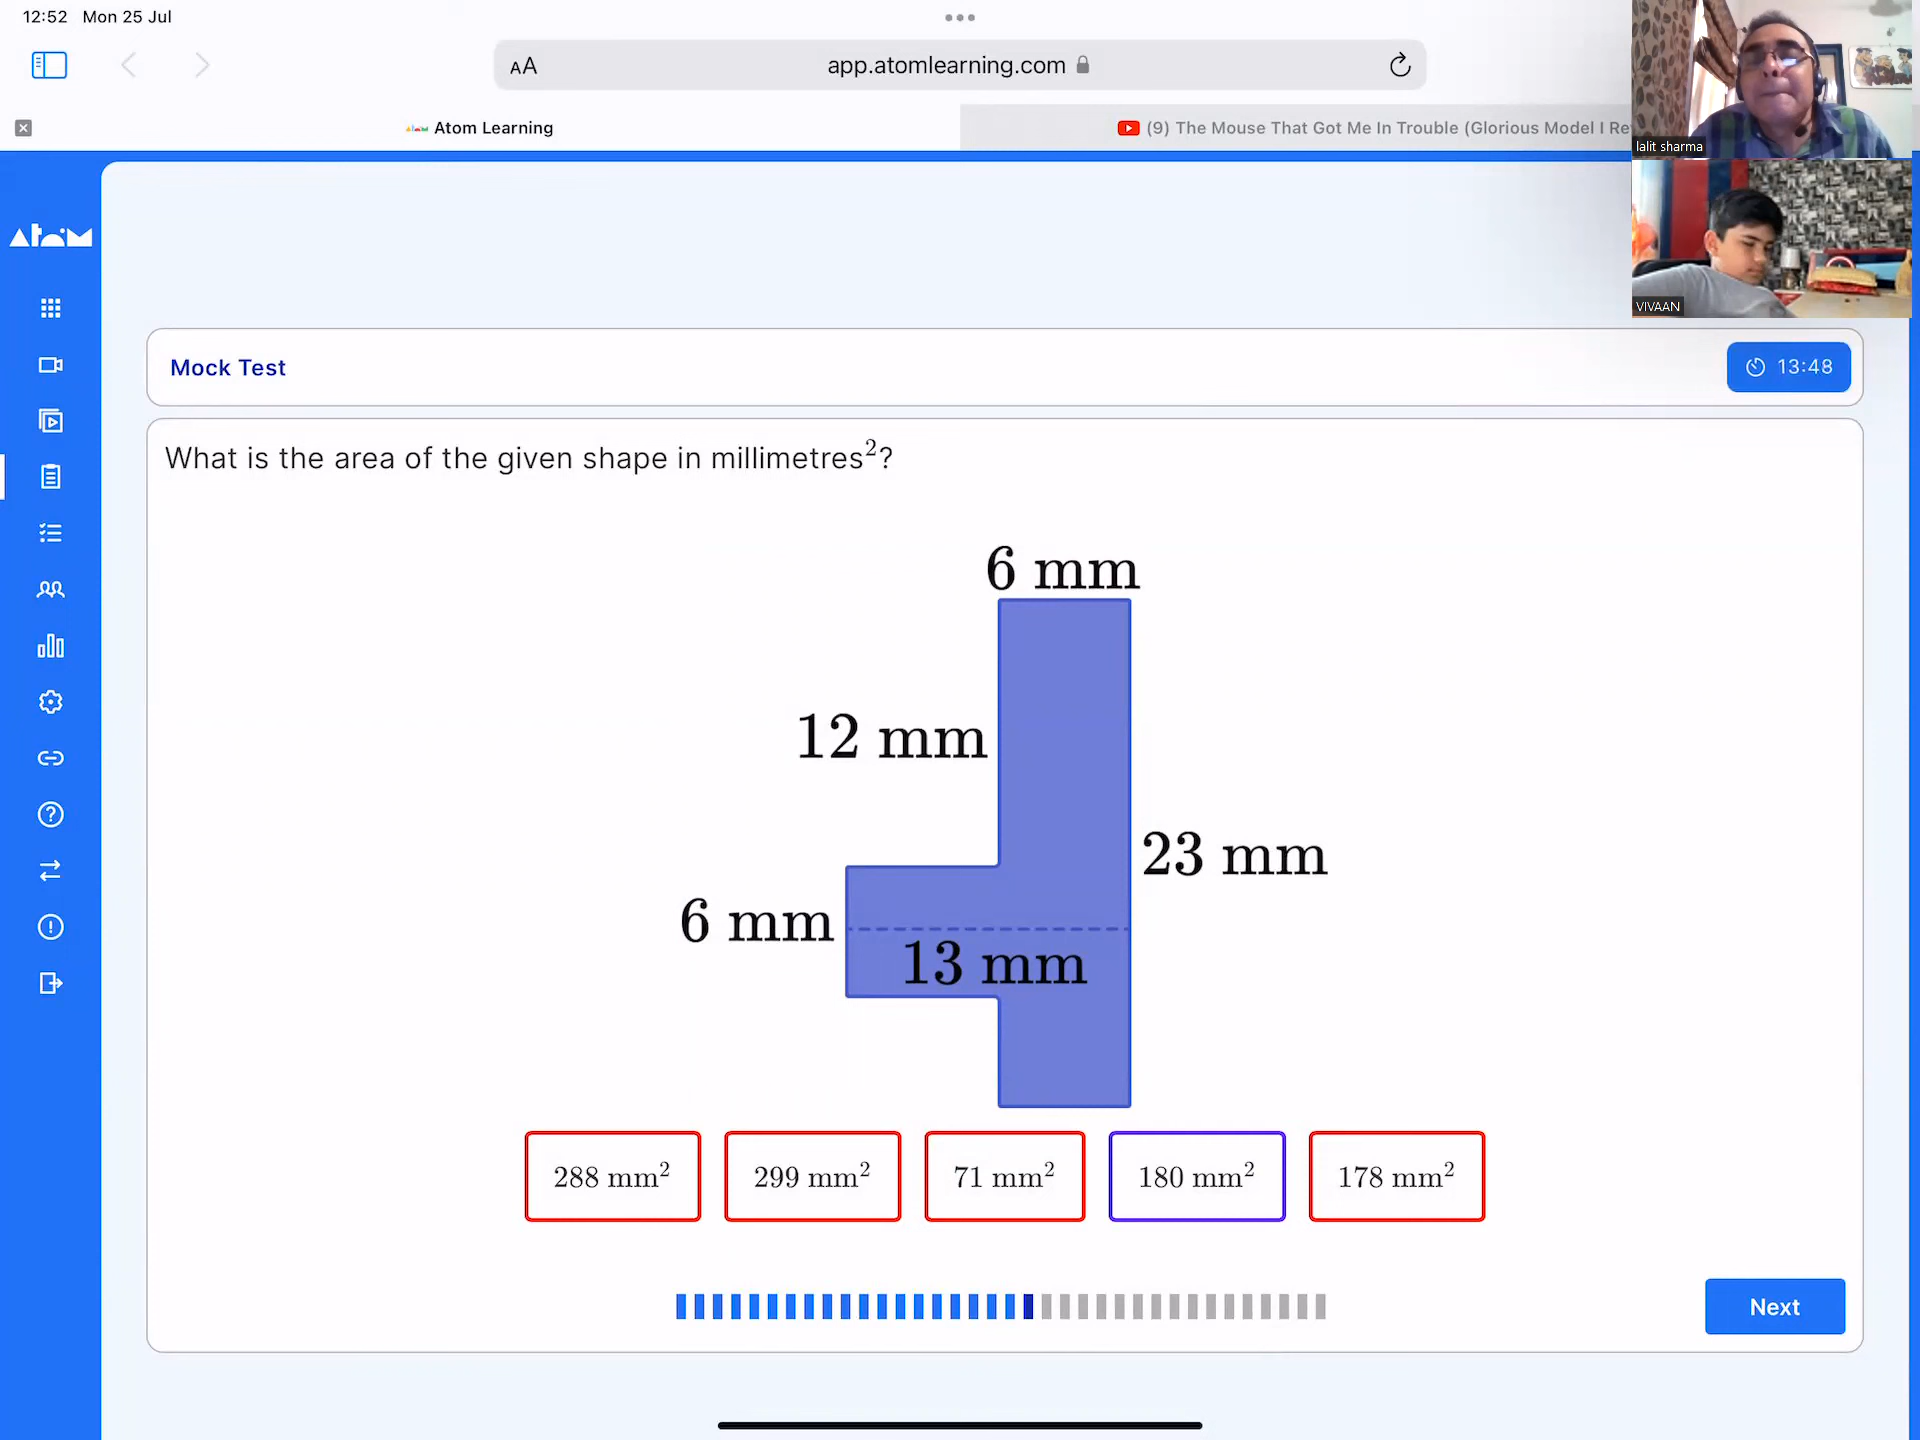 12:52 Mon 25 Jul
AA app.atomlearning.com
Atom Learning
(9) The Mouse That Got Me In Trouble (Glorious Model I Re
lalit sharma
VIVAAN
Atom
Mock Test
13:48
What is the area of the given shape in millimetres²?
6 mm
12 mm
23 mm
6 mm
13 mm
288 mm² 299 mm² 71 mm² 180 mm² 178 mm²
Next